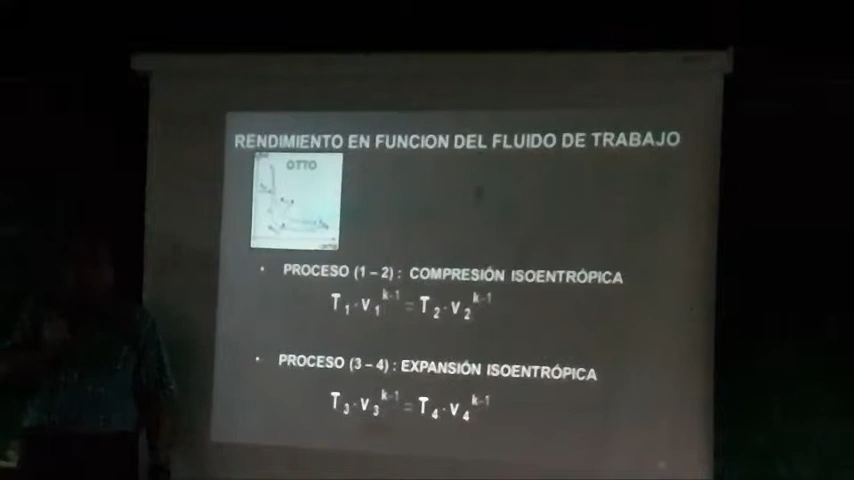 RENDIMIENTO EN FUNCION DEL FLUIDO DE TRABAJO
OTTO
• PROCESO (1 – 2) : COMPRESIÓN ISOENTRÓPICA
T₁ · v₁ᵏ⁻¹ = T₂ · v₂ᵏ⁻¹
• PROCESO (3 – 4) : EXPANSIÓN ISOENTRÓPICA
T₃ · v₃ᵏ⁻¹ = T₄ · v₄ᵏ⁻¹